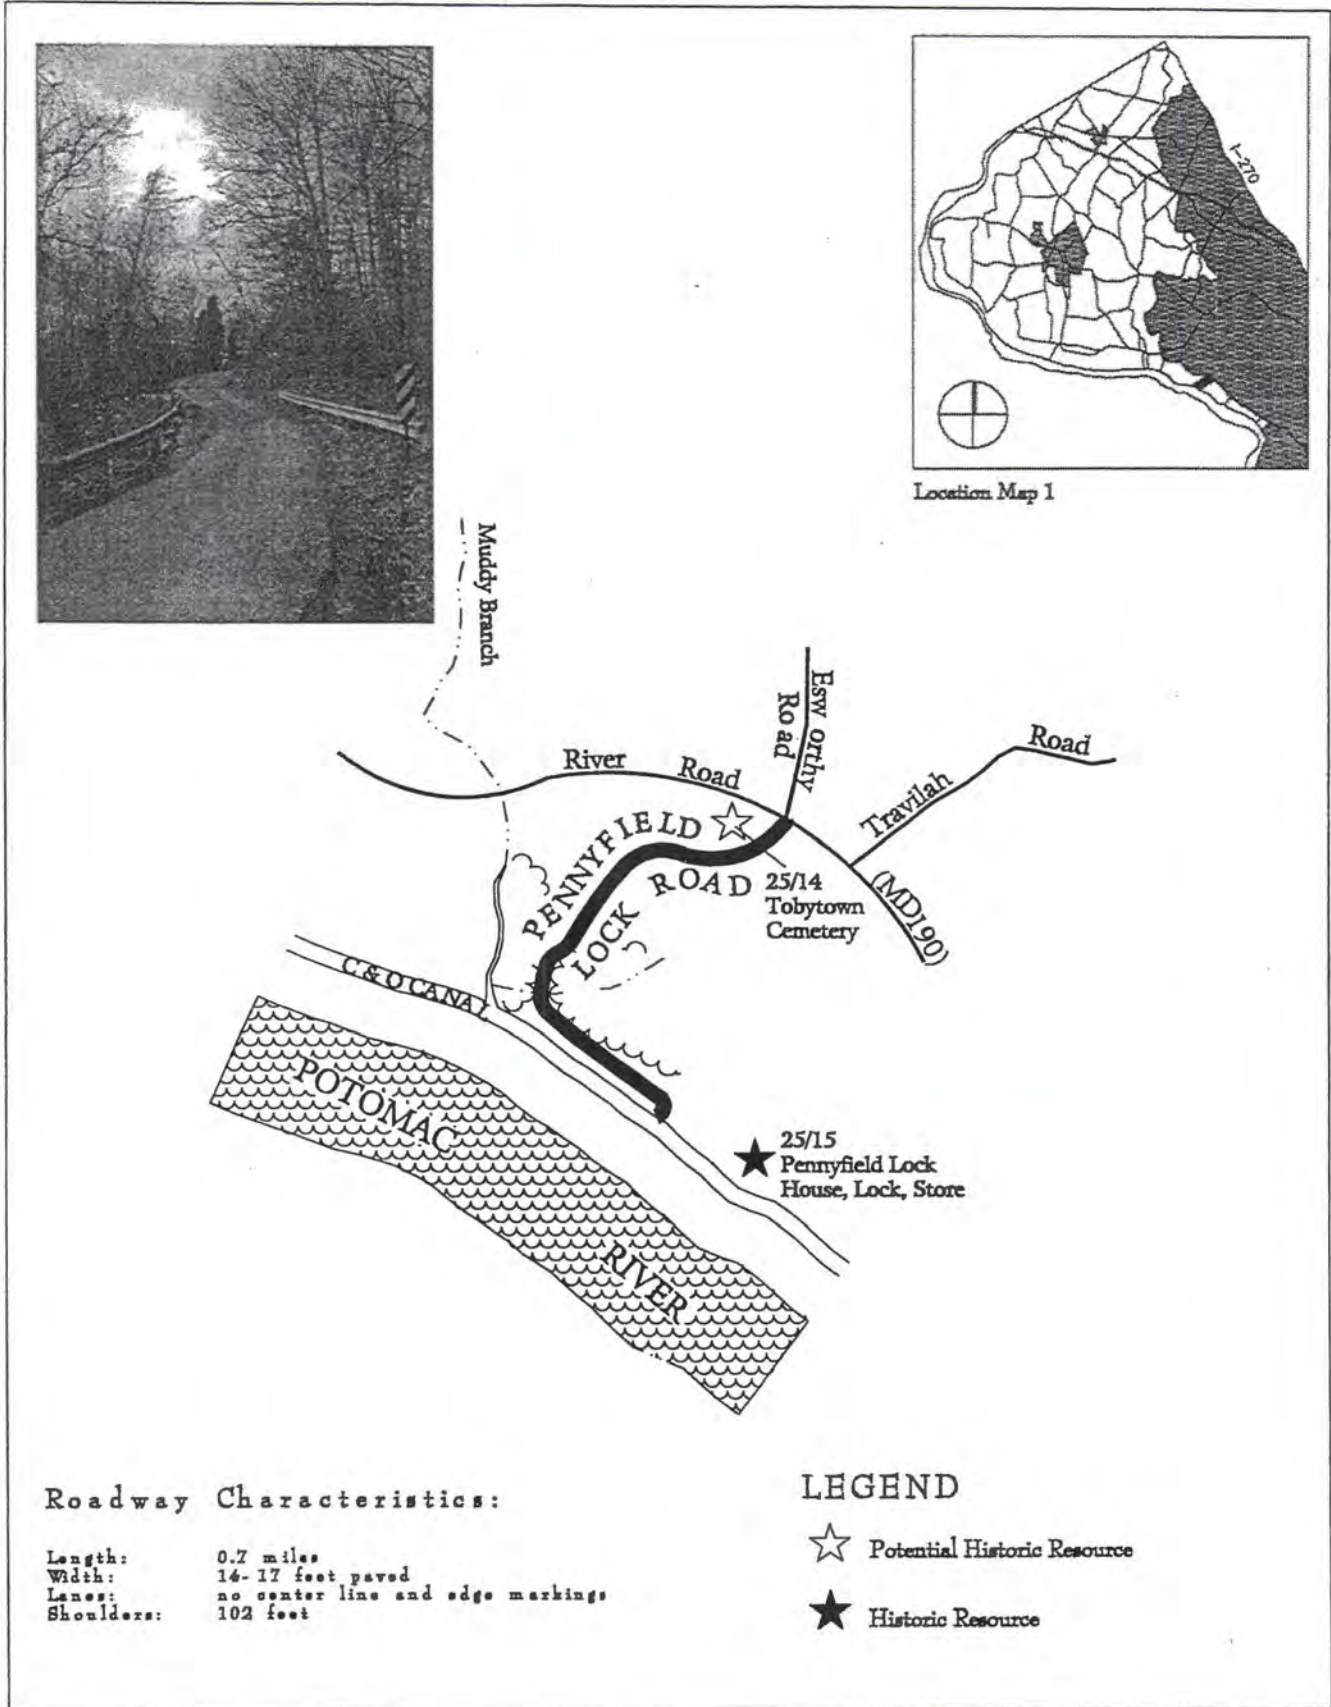 I-270
Location Map 1
Muddy Branch
Esw orthy
Road
River Road
Travilah Road
(MD190)
PENNYFIELD
LOCK ROAD
25/14
Tobytown
Cemetery
C & O CANAL
POTOMAC
RIVER
25/15
Pennyfield Lock
House, Lock, Store
Roadway Characteristics:
Length: 0.7 miles
Width: 14-17 feet paved
Lanes: no center line and edge markings
Shoulders: 102 feet
LEGEND
Potential Historic Resource
Historic Resource